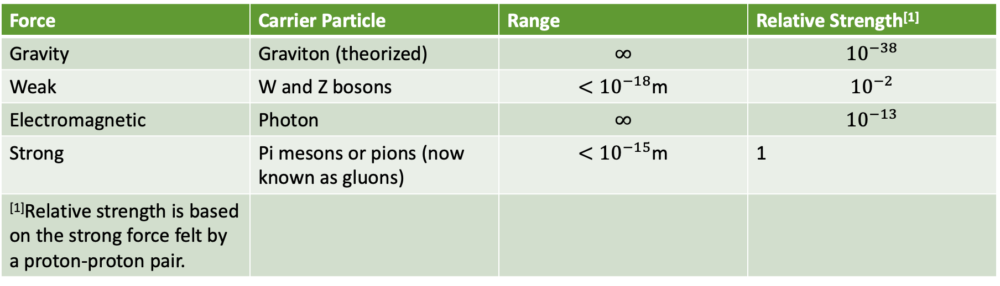 Force Carrier Particle Range Relative Strength[1]
Gravity Graviton (theorized) ∞ 10⁻³⁸
Weak W and Z bosons < 10⁻¹⁸m 10⁻²
Electromagnetic Photon ∞ 10⁻¹³
Strong Pi mesons or pions (now < 10⁻¹⁵m 1
known as gluons)
[1]Relative strength is based
on the strong force felt by
a proton-proton pair.